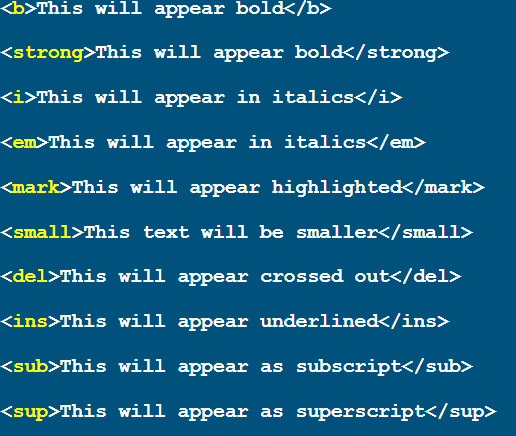 <b>This will appear bold</b>
<strong>This will appear bold</strong>
<i>This will appear in italics</i>
<em>This will appear in italics</em>
<mark>This will appear highlighted</mark>
<small>This text will be smaller</small>
<del>This will appear crossed out</del>
<ins>This will appear underlined</ins>
<sub>This will appear as subscript</sub>
<sup>This will appear as superscript</sup>